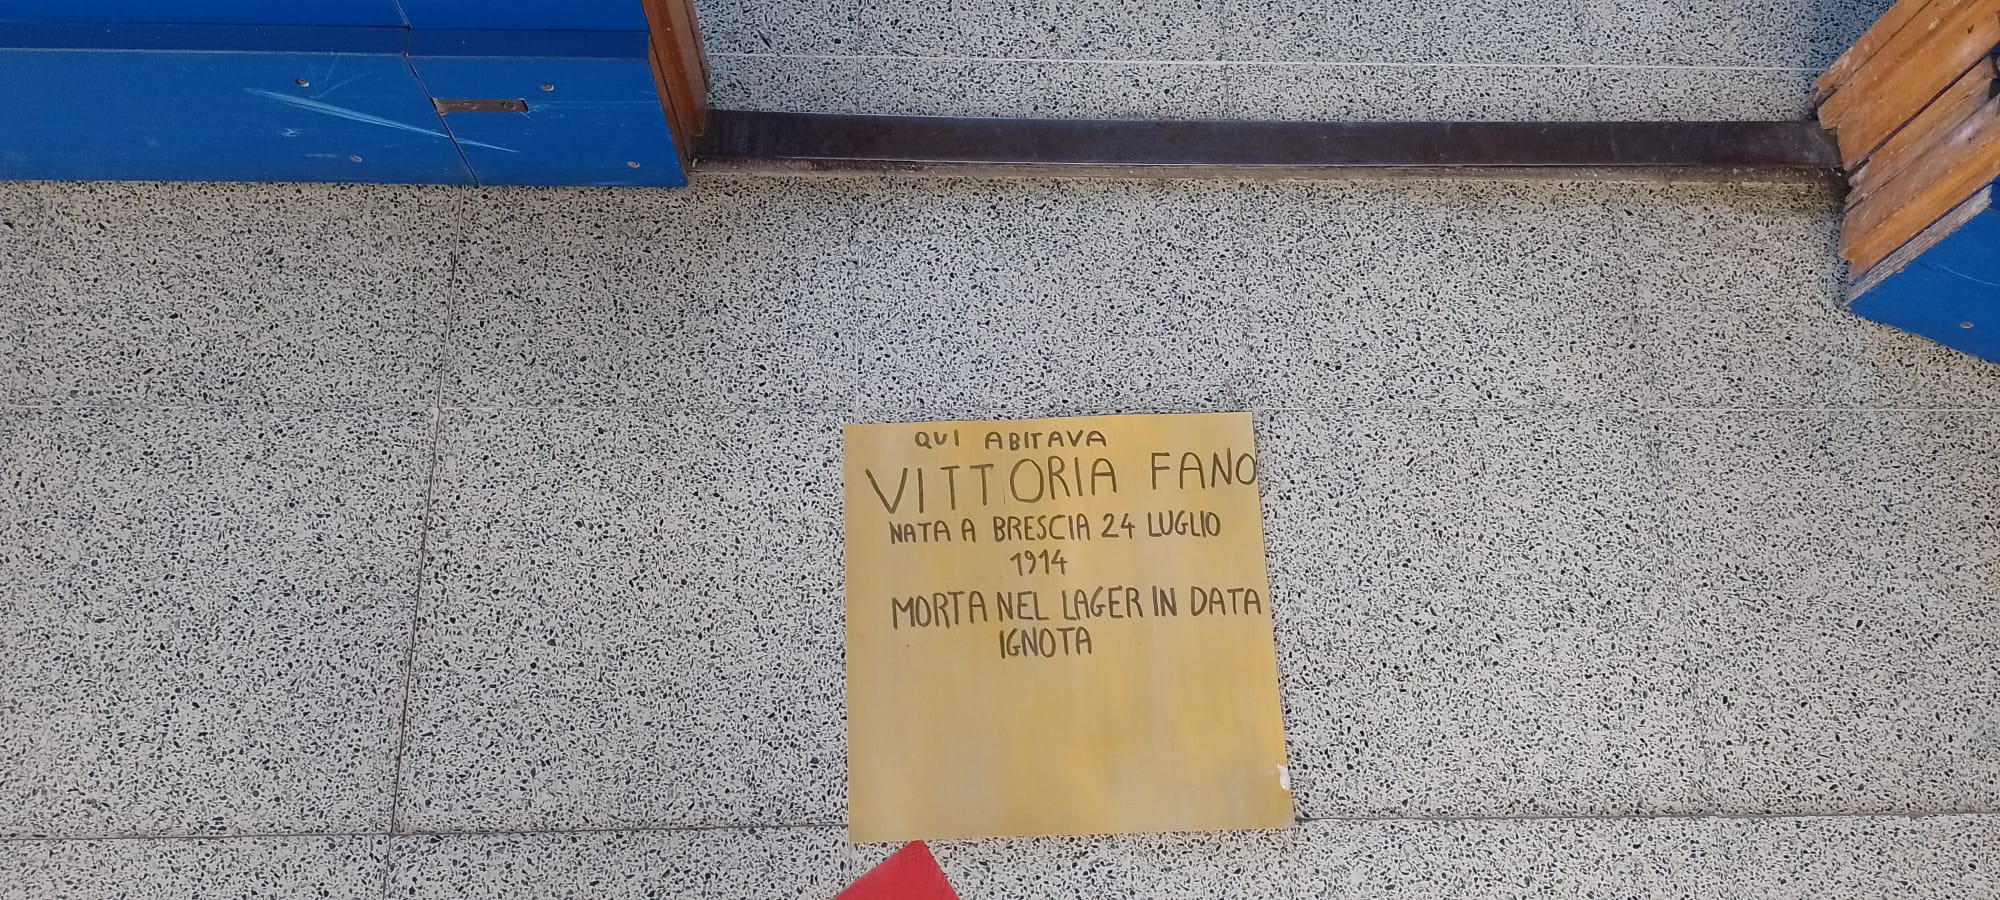 QUI ABITAVA
VITTORIA FANO
NATA A BRESCIA 24 LUGLIO
1914
MORTA NEL LAGER IN DATA
IGNOTA